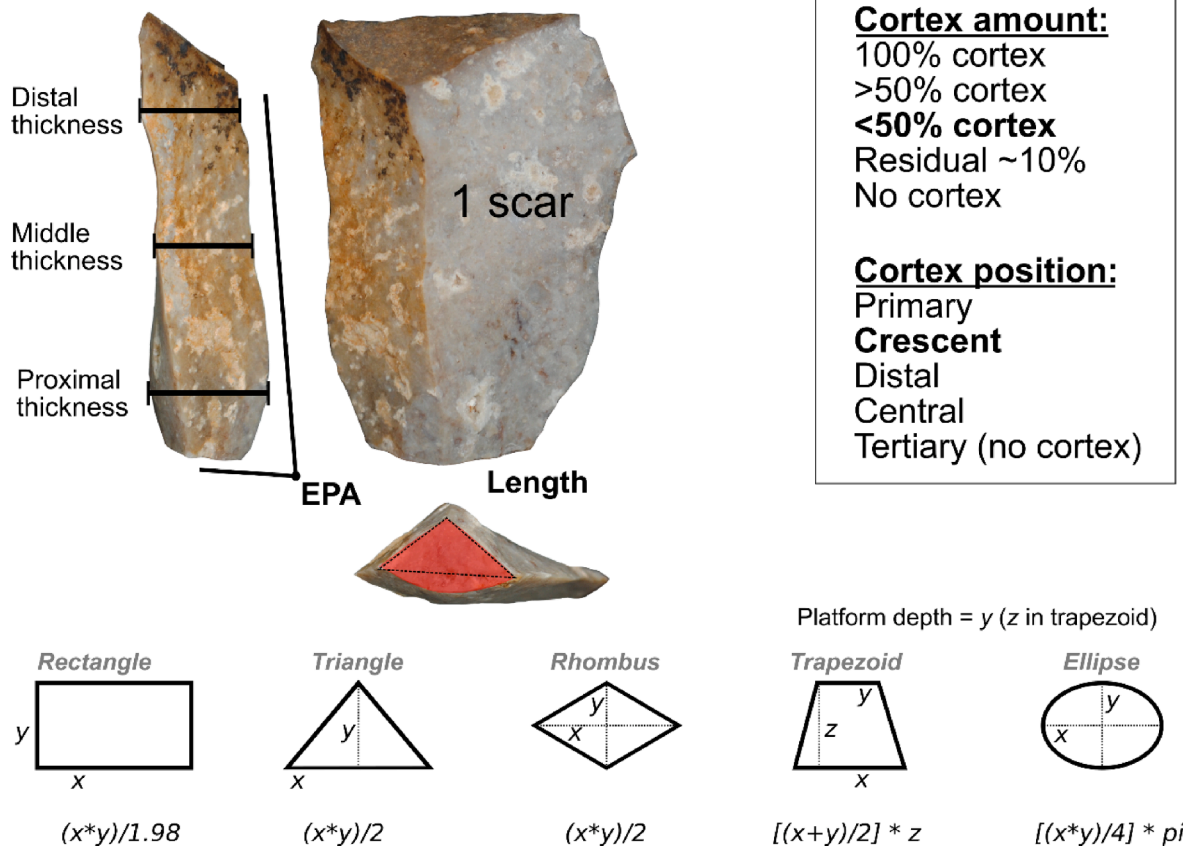 Distal
thickness
Middle
thickness
Proximal
thickness
EPA
1 scar
Length
Cortex amount:
100% cortex
>50% cortex
<50% cortex
Residual ~10%
No cortex
Cortex position:
Primary
Crescent
Distal
Central
Tertiary (no cortex)
Platform depth = y (z in trapezoid)
Rectangle
Triangle
Rhombus
Trapezoid
Ellipse
y
x
y
x
y
x
y
z
x
y
x
(x*y)/1.98
(x*y)/2
(x*y)/2
[(x+y)/2] * z
[(x*y)/4] * pi